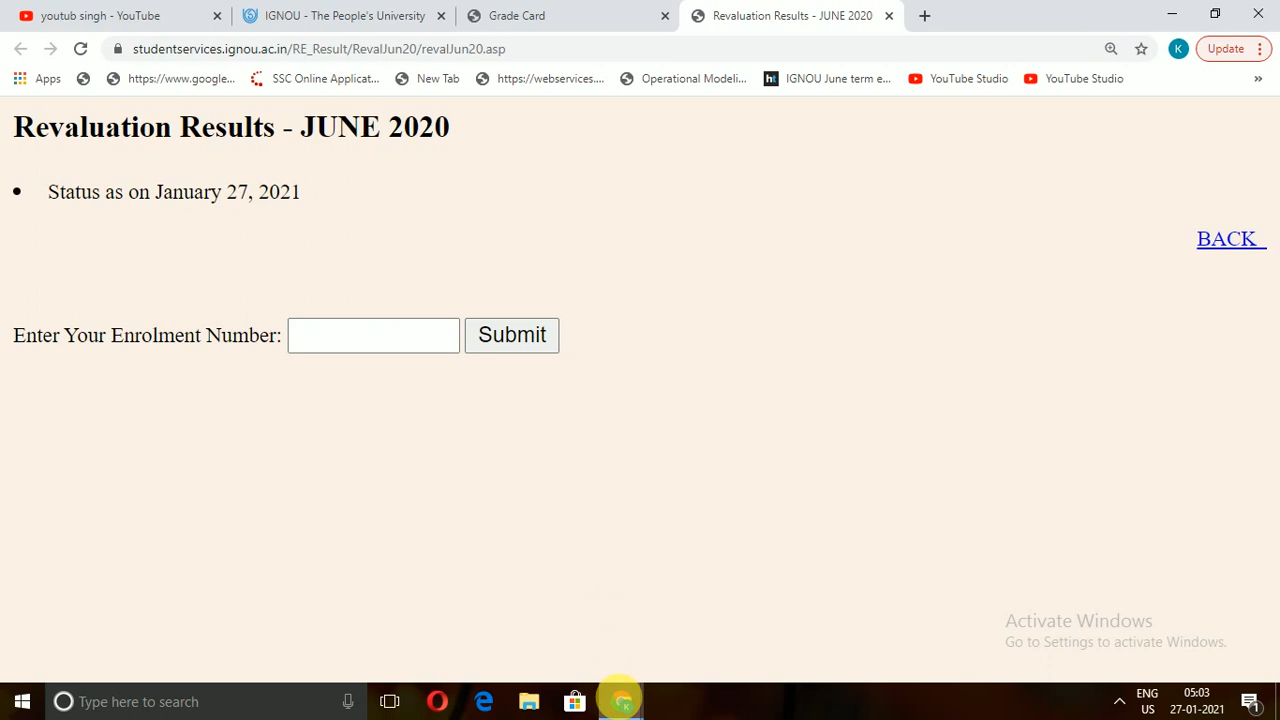 youtub singh - YouTube
IGNOU - The People's University
Grade Card
Revaluation Results - JUNE 2020
studentservices.ignou.ac.in/RE_Result/RevalJun20/revalJun20.asp
K
Update
Apps
https://www.google...
SSC Online Applicat...
New Tab
https://webservices....
Operational Modeli...
ht
IGNOU June term e...
YouTube Studio
YouTube Studio
»
Revaluation Results - JUNE 2020
Status as on January 27, 2021
BACK
Enter Your Enrolment Number:
Submit
Activate Windows
Go to Settings to activate Windows.
Type here to search
K
ENG
US
05:03
27-01-2021
1